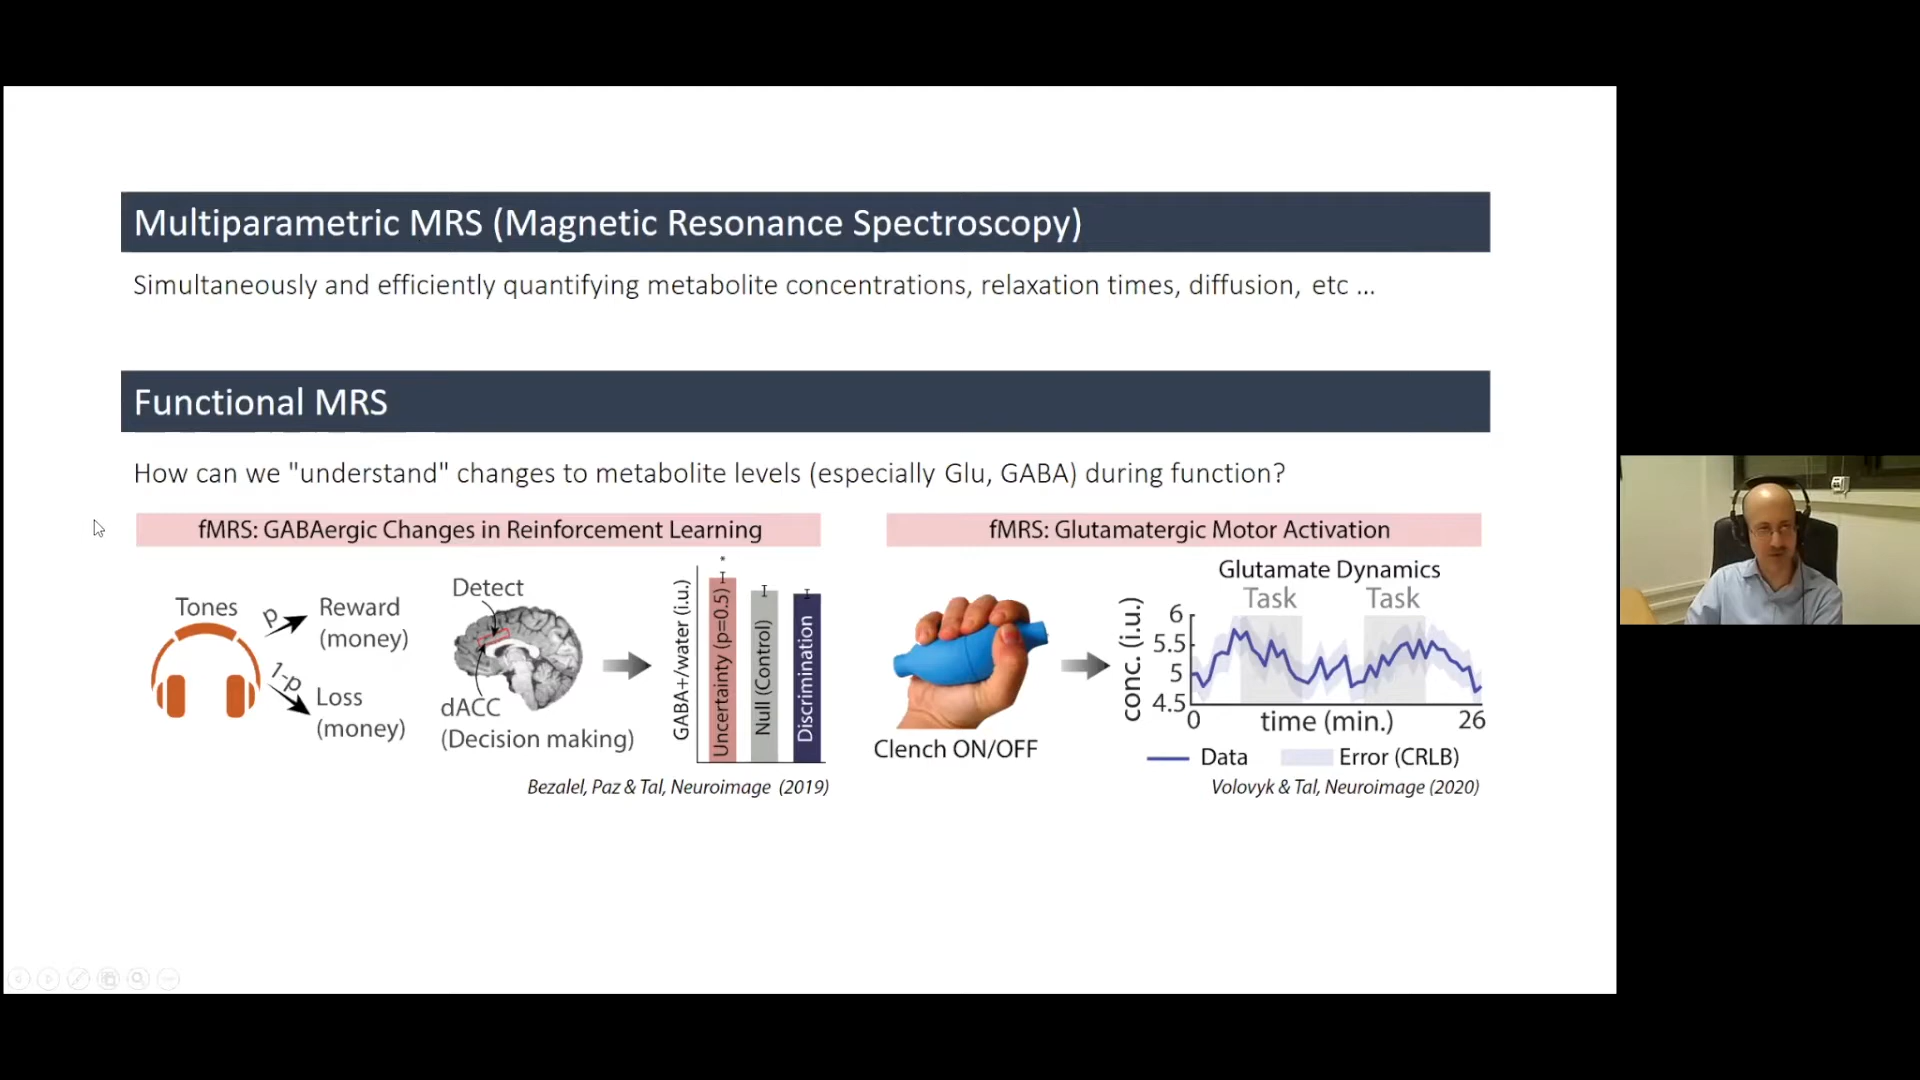 Multiparametric MRS (Magnetic Resonance Spectroscopy)
Simultaneously and efficiently quantifying metabolite concentrations, relaxation times, diffusion, etc ...
Functional MRS
How can we "understand" changes to metabolite levels (especially Glu, GABA) during function?
fMRS: GABAergic Changes in Reinforcement Learning
Tones
p
Reward
(money)
1-p
Loss
(money)
Detect
dACC
(Decision making)
GABA+/water (i.u.)
*
Uncertainty (p=0.5)
Null (Control)
Discrimination
Bezalel, Paz & Tal, Neuroimage (2019)
fMRS: Glutamatergic Motor Activation
Clench ON/OFF
Glutamate Dynamics
Task Task
conc. (i.u.)
6
5.5
5
4.5
0 time (min.) 26
Data Error (CRLB)
Volovyk & Tal, Neuroimage (2020)